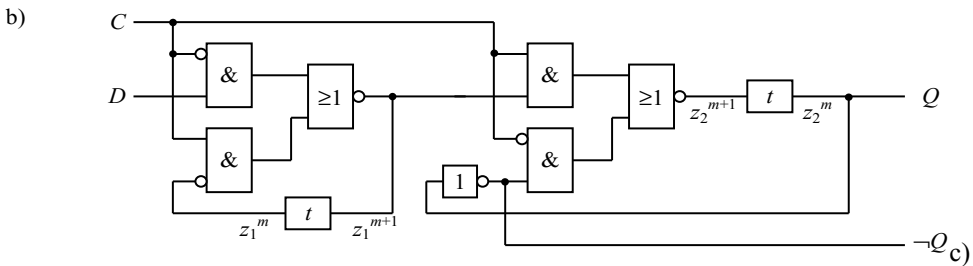 b)
C
D
&
≥1
&
t
z₁ᵐ
z₁ᵐ⁺¹
&
≥1
&
1
z₂ᵐ⁺¹
t
z₂ᵐ
Q
¬Q
c)